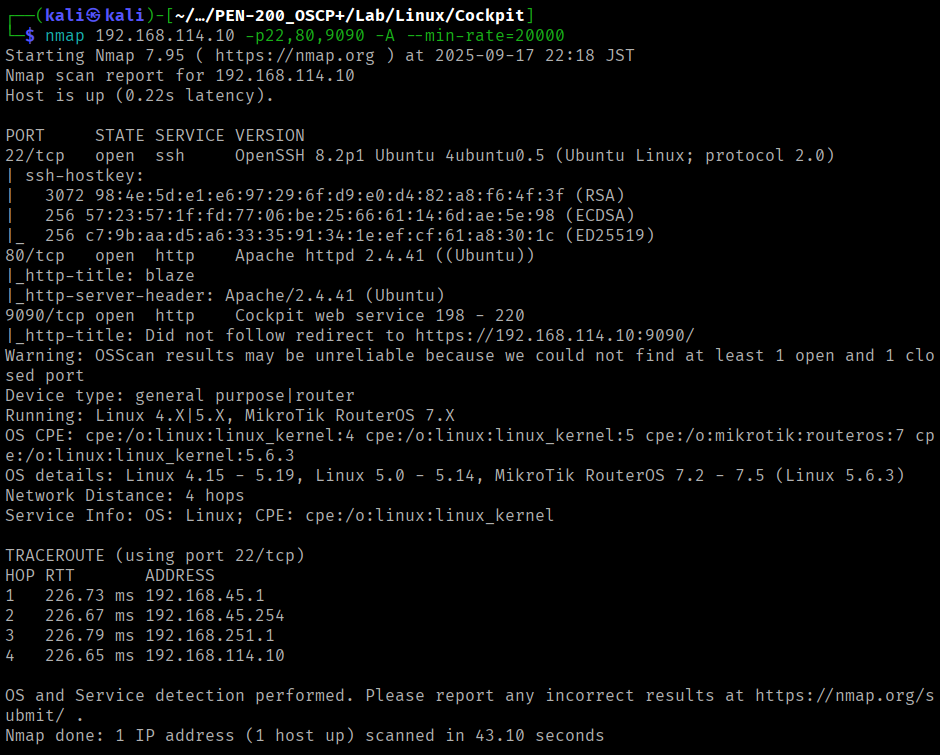 ┌──(kali㉿kali)-[~/…/PEN-200_OSCP+/Lab/Linux/Cockpit]
└─$ nmap 192.168.114.10 -p22,80,9090 -A --min-rate=20000
Starting Nmap 7.95 ( https://nmap.org ) at 2025-09-17 22:18 JST
Nmap scan report for 192.168.114.10
Host is up (0.22s latency).

PORT     STATE SERVICE VERSION
22/tcp   open  ssh     OpenSSH 8.2p1 Ubuntu 4ubuntu0.5 (Ubuntu Linux; protocol 2.0)
| ssh-hostkey:
|   3072 98:4e:5d:e1:e6:97:29:6f:d9:e0:d4:82:a8:f6:4f:3f (RSA)
|   256 57:23:57:1f:fd:77:06:be:25:66:61:14:6d:ae:5e:98 (ECDSA)
|_  256 c7:9b:aa:d5:a6:33:35:91:34:1e:ef:cf:61:a8:30:1c (ED25519)
80/tcp   open  http    Apache httpd 2.4.41 ((Ubuntu))
|_http-title: blaze
|_http-server-header: Apache/2.4.41 (Ubuntu)
9090/tcp open  http    Cockpit web service 198 - 220
|_http-title: Did not follow redirect to https://192.168.114.10:9090/
Warning: OSScan results may be unreliable because we could not find at least 1 open and 1 clo
sed port
Device type: general purpose|router
Running: Linux 4.X|5.X, MikroTik RouterOS 7.X
OS CPE: cpe:/o:linux:linux_kernel:4 cpe:/o:linux:linux_kernel:5 cpe:/o:mikrotik:routeros:7 cp
e:/o:linux:linux_kernel:5.6.3
OS details: Linux 4.15 - 5.19, Linux 5.0 - 5.14, MikroTik RouterOS 7.2 - 7.5 (Linux 5.6.3)
Network Distance: 4 hops
Service Info: OS: Linux; CPE: cpe:/o:linux:linux_kernel

TRACEROUTE (using port 22/tcp)
HOP RTT       ADDRESS
1   226.73 ms 192.168.45.1
2   226.67 ms 192.168.45.254
3   226.79 ms 192.168.251.1
4   226.65 ms 192.168.114.10

OS and Service detection performed. Please report any incorrect results at https://nmap.org/s
ubmit/ .
Nmap done: 1 IP address (1 host up) scanned in 43.10 seconds